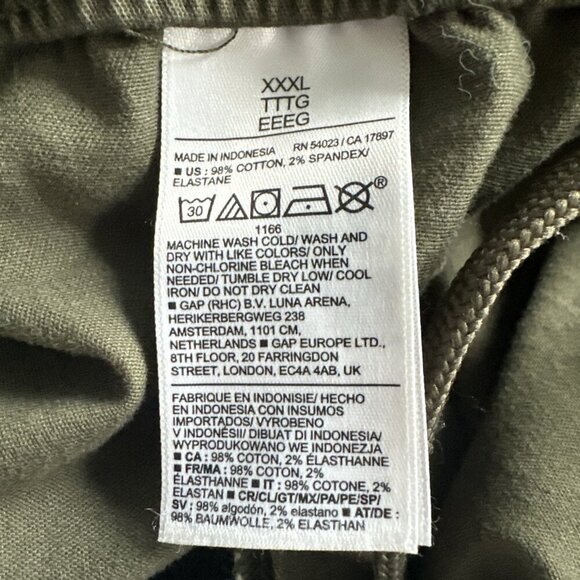 XXXL
TTTG
EEEG
MADE IN INDONESIA RN 54023 / CA 17897
■ US : 98% COTTON, 2% SPANDEX/
ELASTANE
30 ®
1166
MACHINE WASH COLD/ WASH AND
DRY WITH LIKE COLORS/ ONLY
NON-CHLORINE BLEACH WHEN
NEEDED/ TUMBLE DRY LOW/ COOL
IRON/ DO NOT DRY CLEAN
■ GAP (RHC) B.V. LUNA ARENA,
HERIKERBERGWEG 238
AMSTERDAM, 1101 CM,
NETHERLANDS ■ GAP EUROPE LTD.,
8TH FLOOR, 20 FARRINGDON
STREET, LONDON, EC4A 4AB, UK
FABRIQUE EN INDONISIE/ HECHO
EN INDONESIA CON INSUMOS
IMPORTADOS/ VYROBENO
V INDONÉSII/ DIBUAT DI INDONESIA/
WYPRODUKOWANO WE INDONEZJA
■ CA : 98% COTON, 2% ÉLASTHANNE
■ FR/MA : 98% COTON, 2%
ÉLASTHANNE ■ IT : 98% COTONE, 2%
ELASTAN ■ CR/CL/GT/MX/PA/PE/SP/
SV : 98% algodón, 2% elastano ■ AT/DE :
98% BAUMWOLLE, 2% ELASTHAN